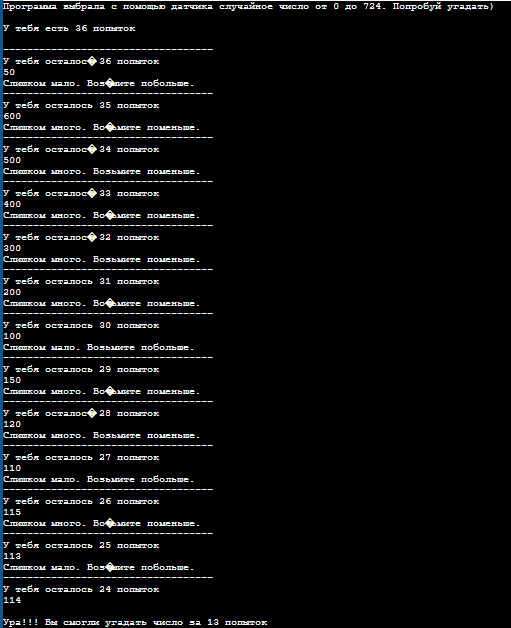 Программа выбрала с помощью датчика случайное число от 0 до 724. Попробуй угадать)
У тебя есть 36 попыток
-----------------------------------
У тебя осталос� 36 попыток
50
Слишком мало. Воз�мите побольше.
-----------------------------------
У тебя осталось 35 попыток
600
Слишком много. Во�ьмите поменьше.
-----------------------------------
У тебя осталос� 34 попыток
500
Слишком много. Возьмите поменьше.
-----------------------------------
У тебя осталос� 33 попыток
400
Слишком много. Во�ьмите поменьше.
-----------------------------------
У тебя осталос� 32 попыток
300
Слишком много. Возьмите поменьше.
-----------------------------------
У тебя осталось 31 попыток
200
Слишком много. Во�ьмите поменьше.
-----------------------------------
У тебя осталось 30 попыток
100
Слишком мало. Возьмите побольше.
-----------------------------------
У тебя осталось 29 попыток
150
Слишком много. Во�ьмите поменьше.
-----------------------------------
У тебя осталос� 28 попыток
120
Слишком много. Возьмите поменьше.
-----------------------------------
У тебя осталось 27 попыток
110
Слишком мало. Возьмите побольше.
-----------------------------------
У тебя осталось 26 попыток
115
Слишком много. Во�ьмите поменьше.
-----------------------------------
У тебя осталось 25 попыток
113
Слишком мало. Воз�мите побольше.
-----------------------------------
У тебя осталось 24 попыток
114
Ура!!! Вы смогли угадать число за 13 попыток